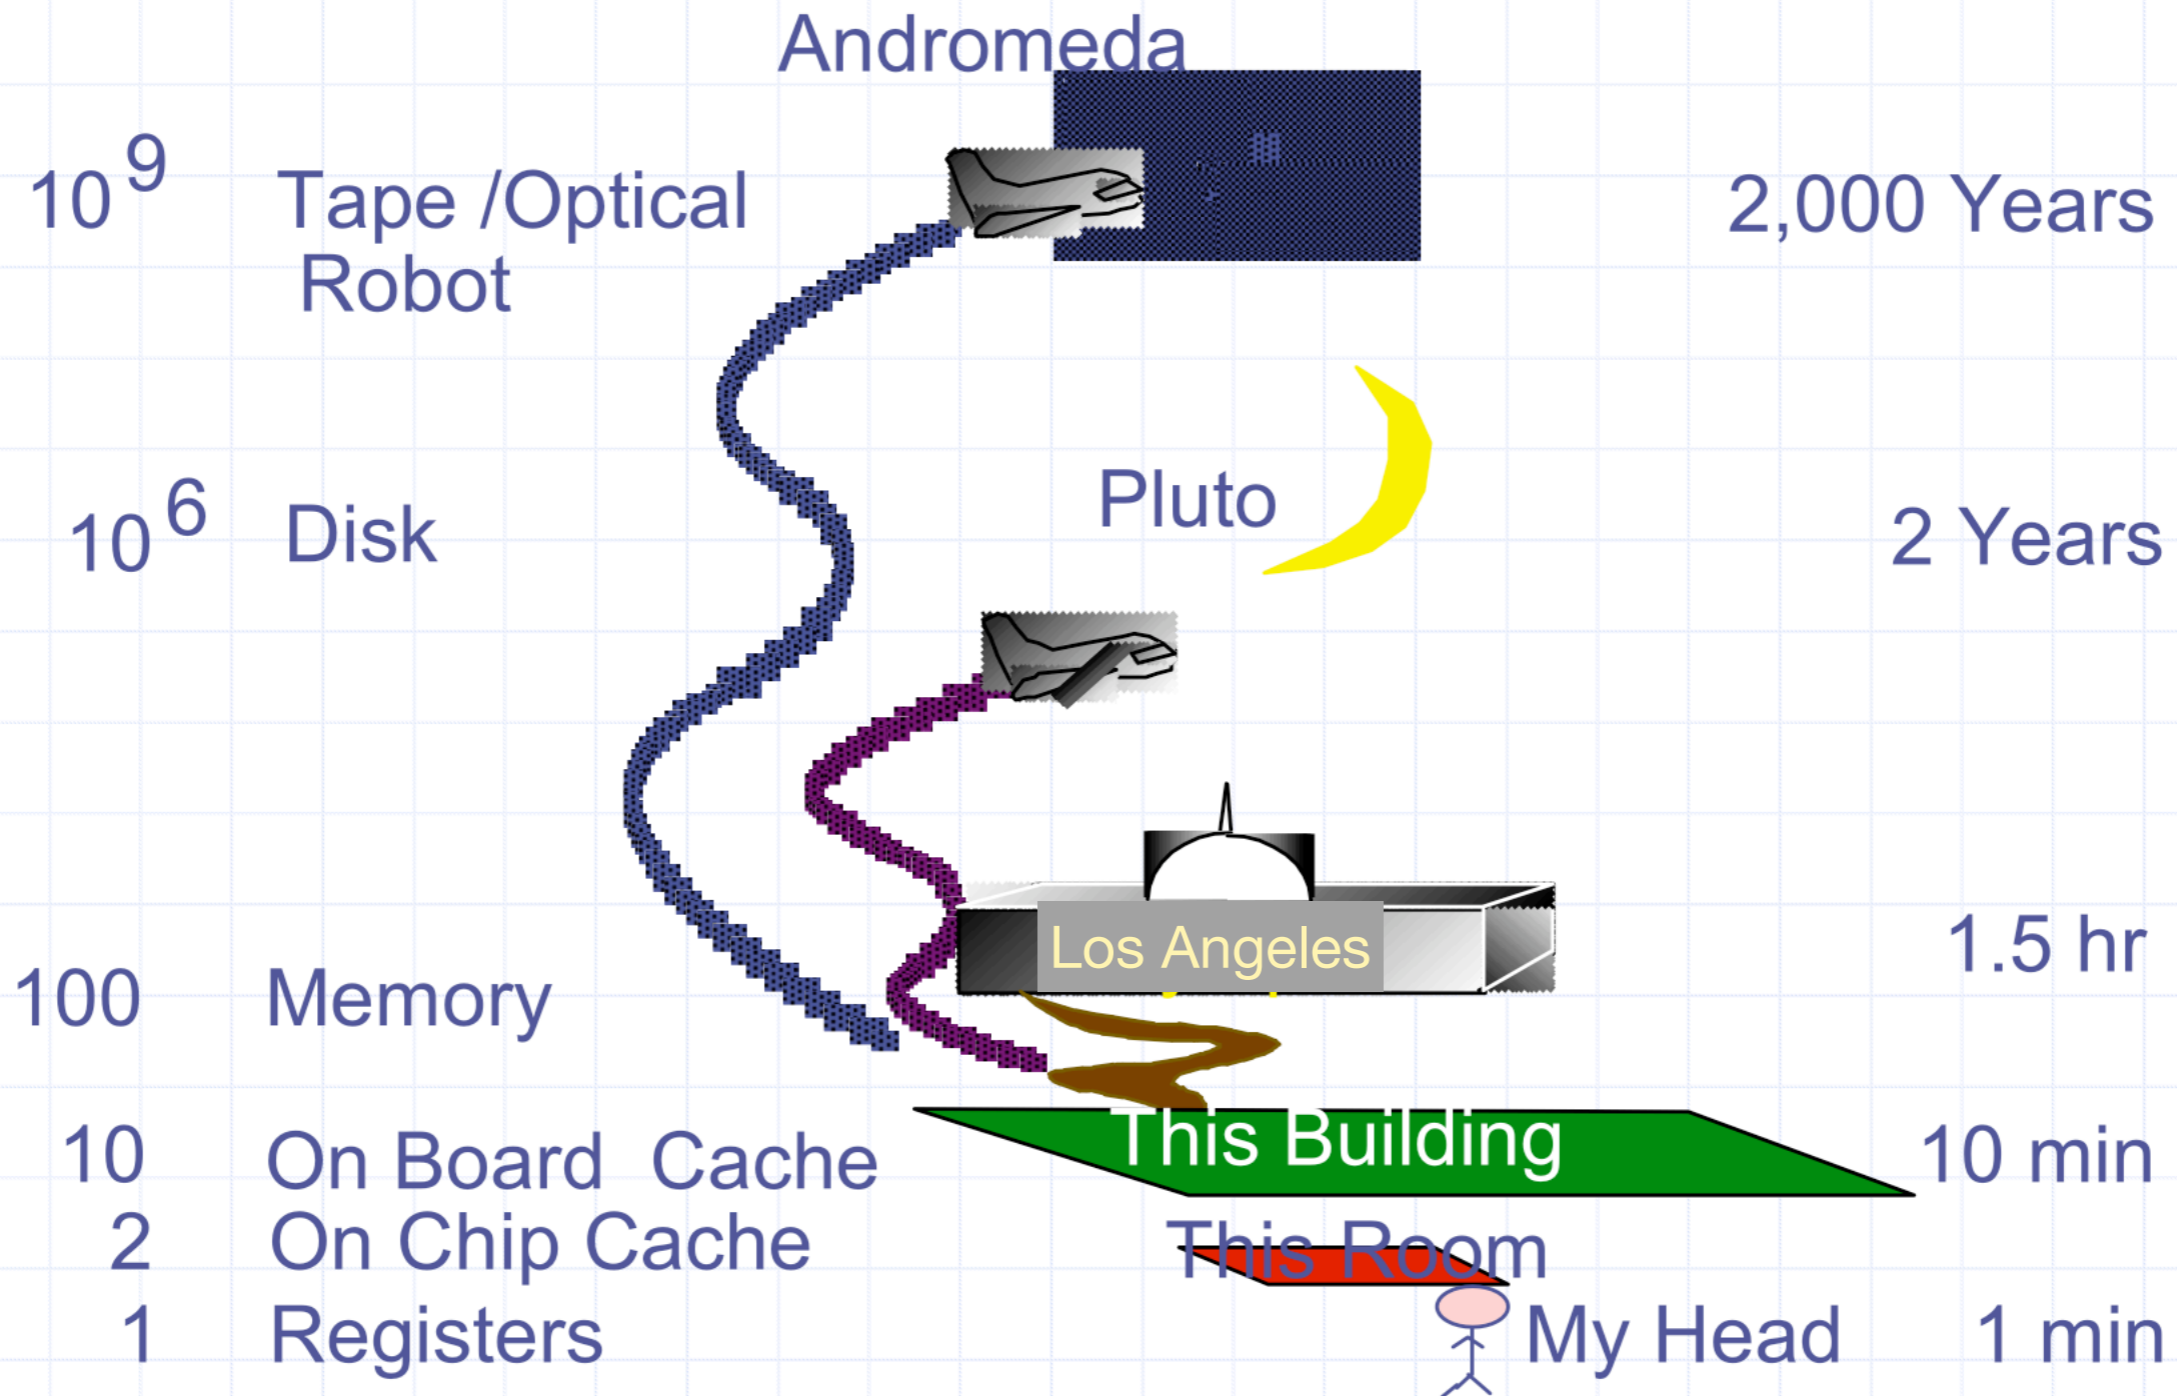 Andromeda
10^9 Tape /Optical Robot 2,000 Years
10^6 Disk Pluto 2 Years
Los Angeles 1.5 hr
100 Memory
This Building
10 On Board Cache 10 min
2 On Chip Cache This Room
1 Registers My Head 1 min